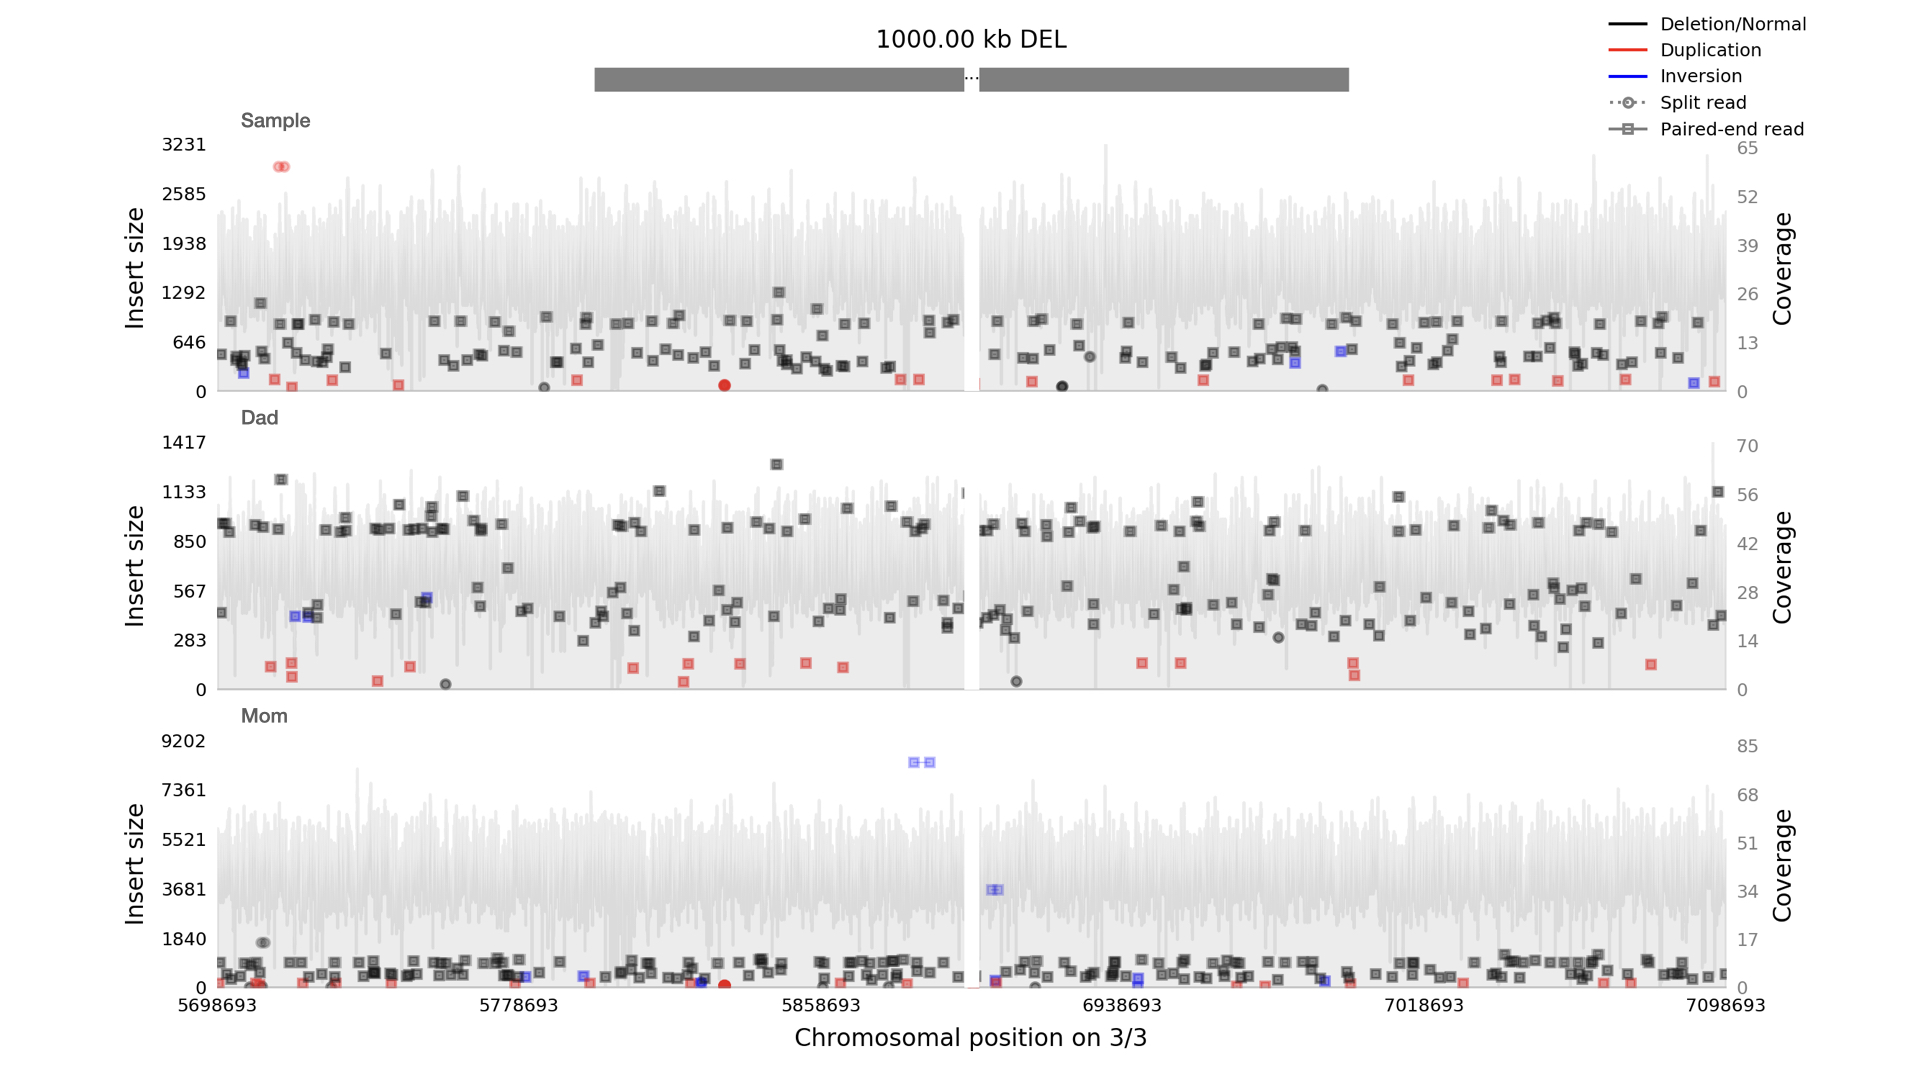 1000.00 kb DEL
...
Deletion/Normal
Duplication
Inversion
Split read
Paired-end read
Sample
3231
2585
1938
1292
646
0
Insert size
65
52
39
26
13
0
Coverage
Dad
1417
1133
850
567
283
0
Insert size
70
56
42
28
14
0
Coverage
Mom
9202
7361
5521
3681
1840
0
Insert size
85
68
51
34
17
0
Coverage
5698693 5778693 5858693 6938693 7018693 7098693
Chromosomal position on 3/3